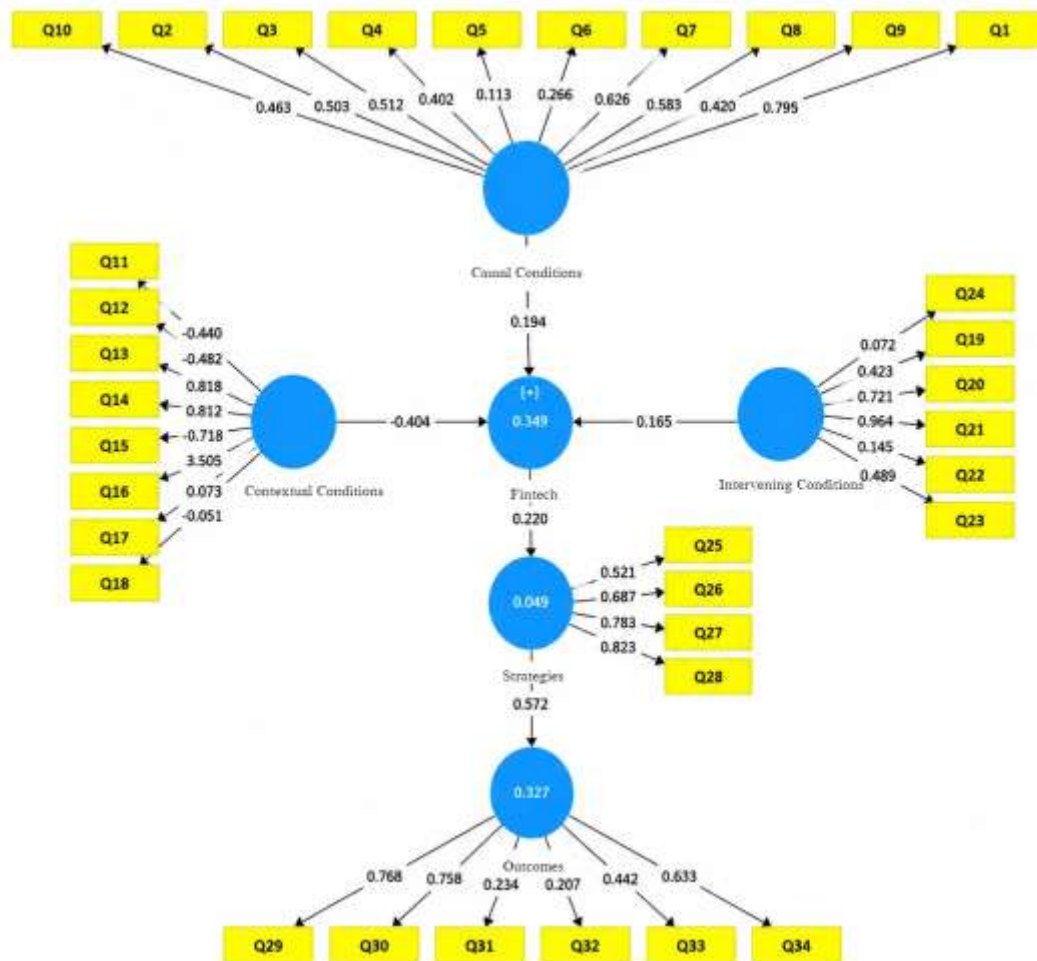 Q10 Q2 Q3 Q4 Q5 Q6 Q7 Q8 Q9 Q1
0.463 0.503 0.512 0.402 0.113 0.266 0.626 0.583 0.420 0.795
Causal Conditions
0.194
Q11
Q12
Q13
Q14
Q15
Q16
Q17
Q18
-0.440
-0.482
0.818
0.812
-0.718
3.505
0.073
-0.051
Contextual Conditions
-0.404
[+]
0.349
Fintech
0.165
Intervening Conditions
0.072
0.423
0.721
0.964
0.145
0.489
Q24
Q19
Q20
Q21
Q22
Q23
0.220
0.049
Strategies
0.521
0.687
0.783
0.823
Q25
Q26
Q27
Q28
0.572
0.327
Outcomes
0.768 0.758 0.234 0.207 0.442 0.633
Q29 Q30 Q31 Q32 Q33 Q34